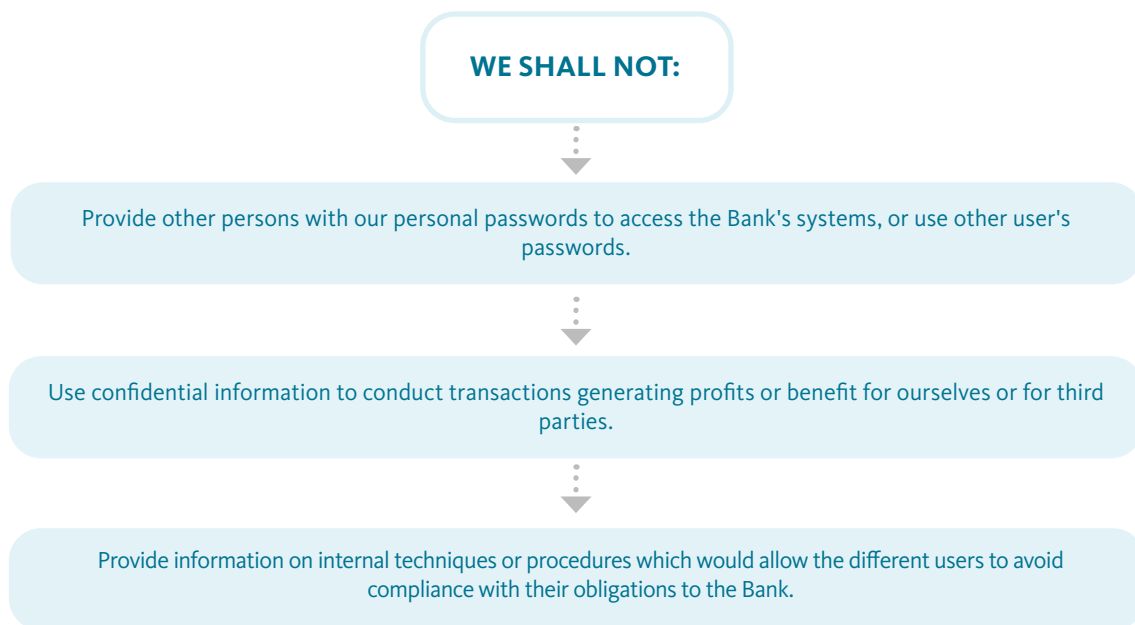 WE SHALL NOT:
Provide other persons with our personal passwords to access the Bank's systems, or use other user's
passwords.
Use confidential information to conduct transactions generating profits or benefit for ourselves or for third
parties.
Provide information on internal techniques or procedures which would allow the different users to avoid
compliance with their obligations to the Bank.